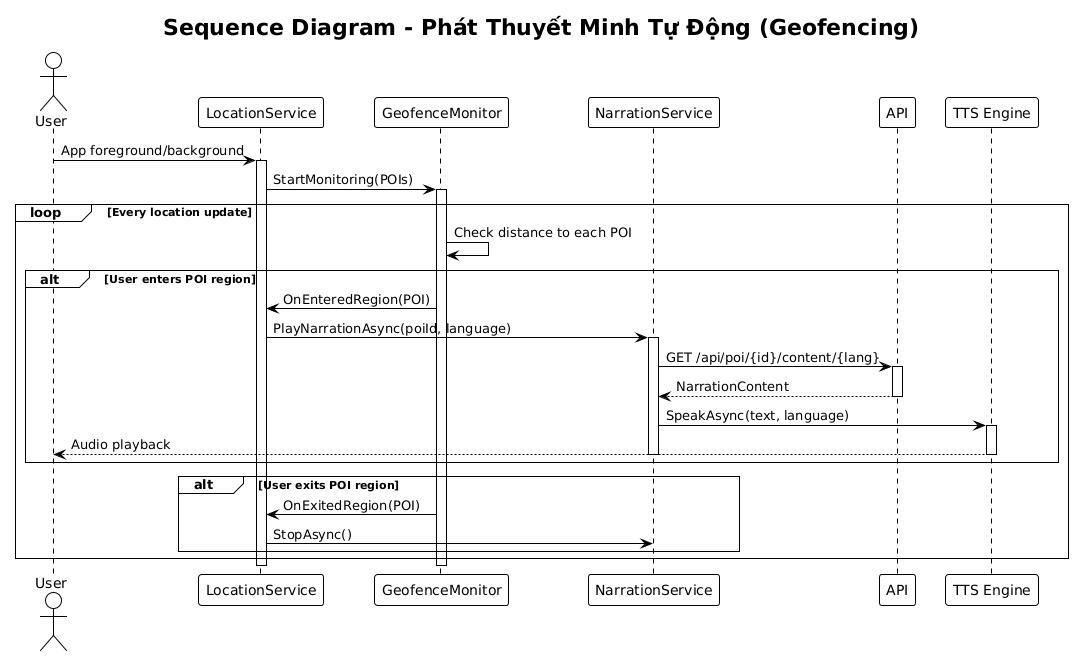 Sequence Diagram - Phát Thuyết Minh Tự Động (Geofencing)
User
LocationService
GeofenceMonitor
NarrationService
API
TTS Engine
App foreground/background
StartMonitoring(POIs)
loop
[Every location update]
Check distance to each POI
alt
[User enters POI region]
OnEnteredRegion(POI)
PlayNarrationAsync(poiId, language)
GET /api/poi/{id}/content/{lang}
NarrationContent
SpeakAsync(text, language)
Audio playback
alt
[User exits POI region]
OnExitedRegion(POI)
StopAsync()
User
LocationService
GeofenceMonitor
NarrationService
API
TTS Engine